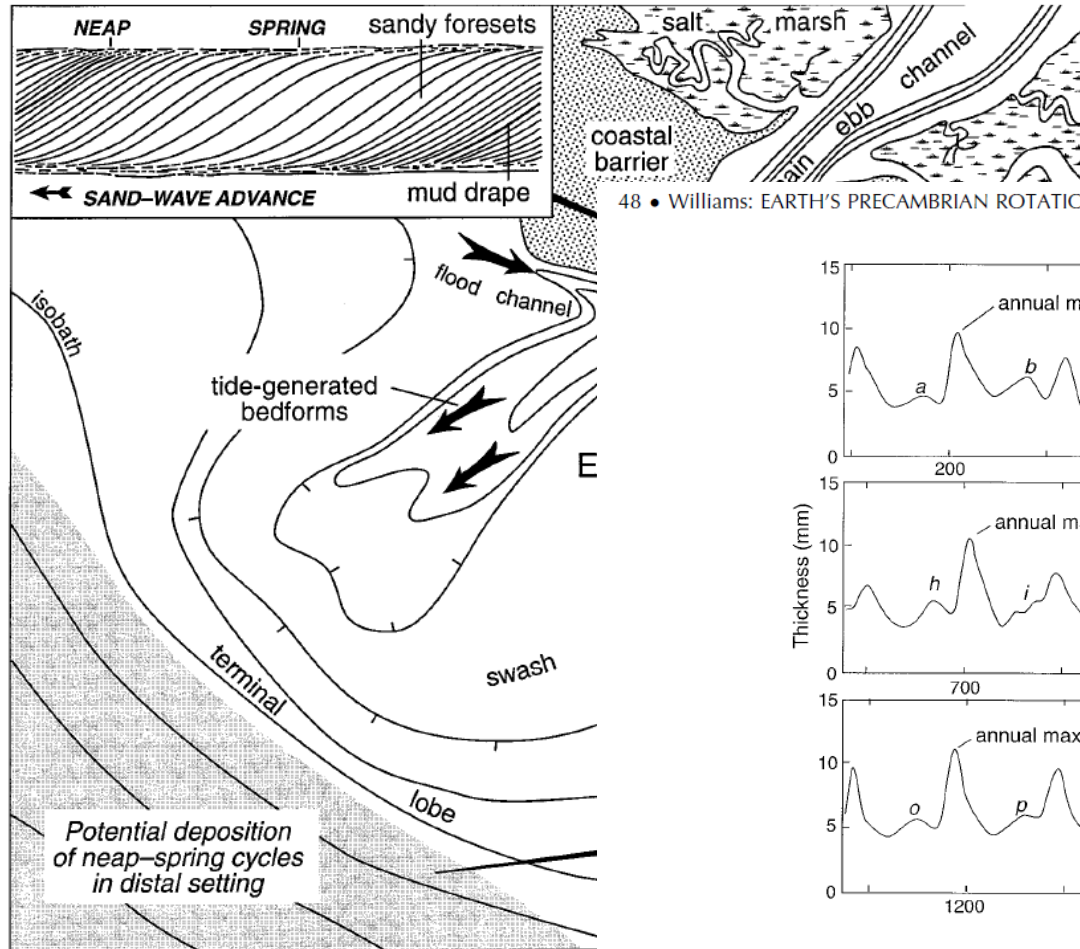 NEAP
SPRING
sandy foresets
SAND–WAVE ADVANCE
mud drape
salt marsh
channel
ebb
ain
coastal
barrier
flood channel
isobath
tide-generated
bedforms
E
swash
terminal
lobe
Potential deposition
of neap–spring cycles
in distal setting
48 • Williams: EARTH'S PRECAMBRIAN ROTATIO
15
annual m
10
a
b
5
0
200
Thickness (mm)
15
annual ma
10
h
i
5
0
700
15
annual max
10
o
p
5
0
1200